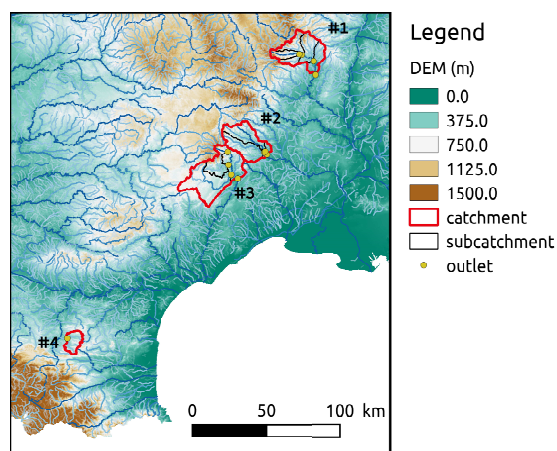 #1
#2
#3
#4
0 50 100 km
Legend
DEM (m)
0.0
375.0
750.0
1125.0
1500.0
catchment
subcatchment
outlet